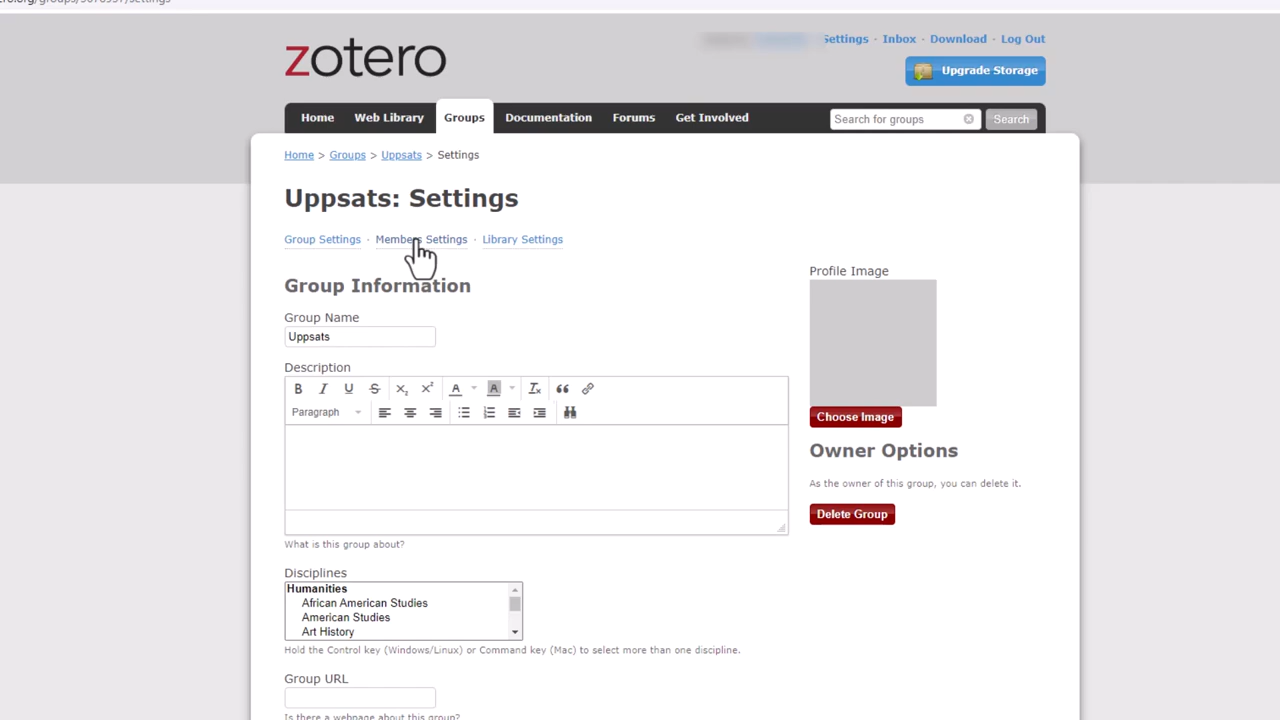 zotero
Settings · Inbox · Download · Log Out
Upgrade Storage
Home Web Library Groups Documentation Forums Get Involved
Search for groups Search
Home > Groups > Uppsats > Settings
Uppsats: Settings
Group Settings · Members Settings · Library Settings
Group Information
Profile Image
Group Name
Uppsats
Description
B I U S X₂ X² A A Tx
Paragraph
Choose Image
Owner Options
As the owner of this group, you can delete it.
Delete Group
What is this group about?
Disciplines
Humanities
African American Studies
American Studies
Art History
Hold the Control key (Windows/Linux) or Command key (Mac) to select more than one discipline.
Group URL
Is there a webpage about this group?